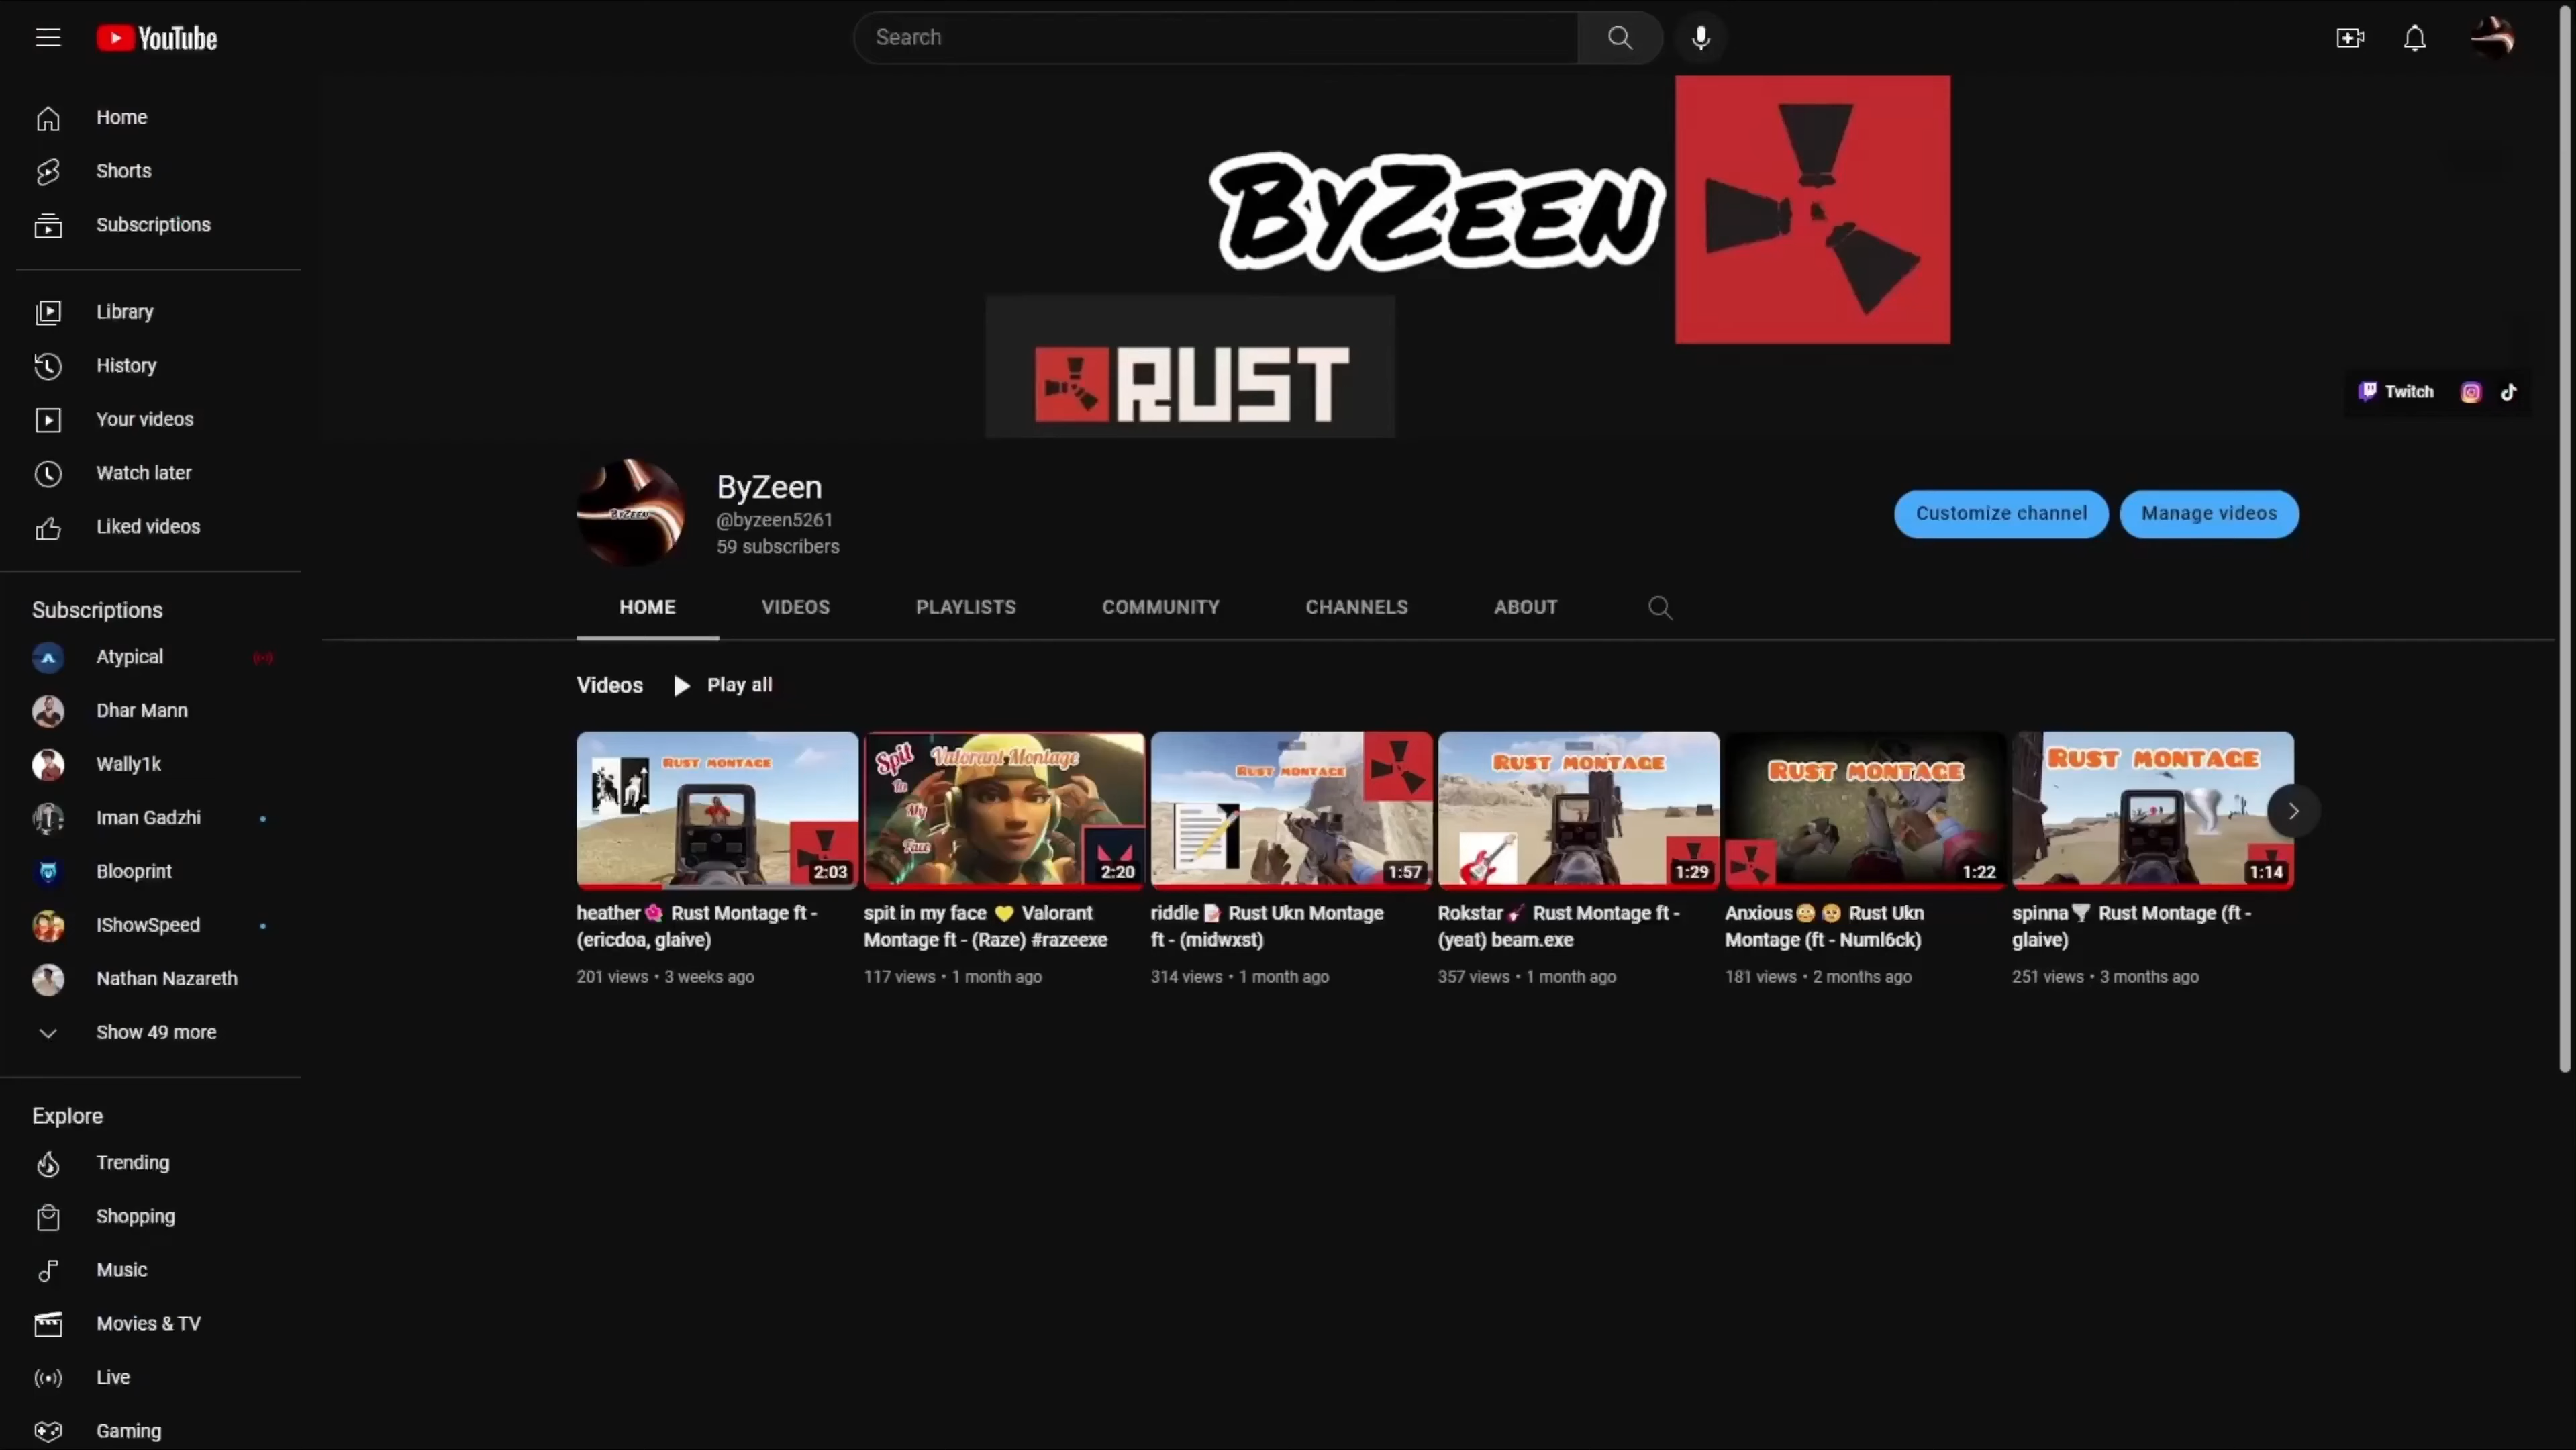 YouTube
Search
Home
Shorts
Subscriptions
Library
History
Your videos
Watch later
Liked videos
Subscriptions
Atypical
Dhar Mann
Wally1k
Iman Gadzhi
Blooprint
IShowSpeed
Nathan Nazareth
Show 49 more
Explore
Trending
Shopping
Music
Movies & TV
Live
Gaming
ByZeen
RUST
Twitch
ByZeen
ByZeen
@byzeen5261
59 subscribers
Customize channel
Manage videos
HOME
VIDEOS
PLAYLISTS
COMMUNITY
CHANNELS
ABOUT
Videos
Play all
Rust montage
2:03
heather🌺 Rust Montage ft -
(ericdoa, glaive)
201 views • 3 weeks ago
Spit
In
My
Face
Valorant Montage
2:20
spit in my face 💛 Valorant
Montage ft - (Raze) #razeexe
117 views • 1 month ago
Rust montage
1:57
riddle📝 Rust Ukn Montage
ft - (midwxst)
314 views • 1 month ago
Rust montage
1:29
Rokstar🎸 Rust Montage ft -
(yeat) beam.exe
357 views • 1 month ago
Rust montage
1:22
Anxious😳😰 Rust Ukn
Montage (ft - Numl6ck)
181 views • 2 months ago
Rust montage
1:14
spinna🌪 Rust Montage (ft -
glaive)
251 views • 3 months ago